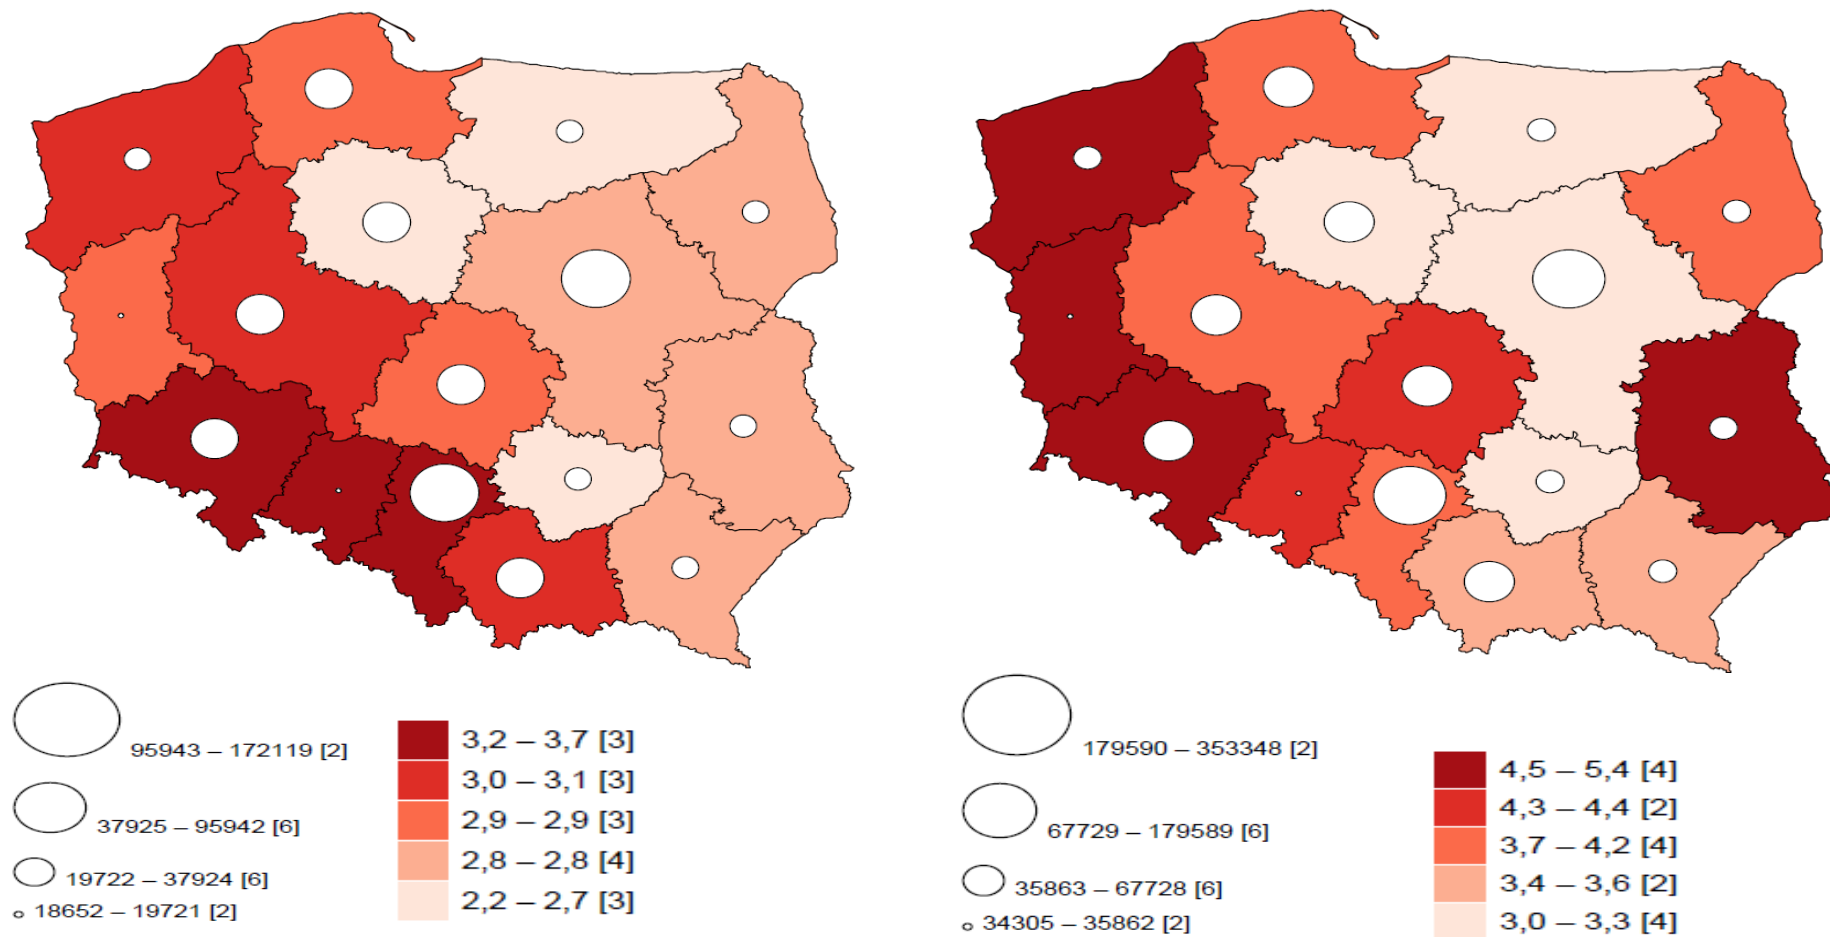 95943 – 172119 [2]
37925 – 95942 [6]
19722 – 37924 [6]
18652 – 19721 [2]
3,2 – 3,7 [3]
3,0 – 3,1 [3]
2,9 – 2,9 [3]
2,8 – 2,8 [4]
2,2 – 2,7 [3]
179590 – 353348 [2]
67729 – 179589 [6]
35863 – 67728 [6]
34305 – 35862 [2]
4,5 – 5,4 [4]
4,3 – 4,4 [2]
3,7 – 4,2 [4]
3,4 – 3,6 [2]
3,0 – 3,3 [4]